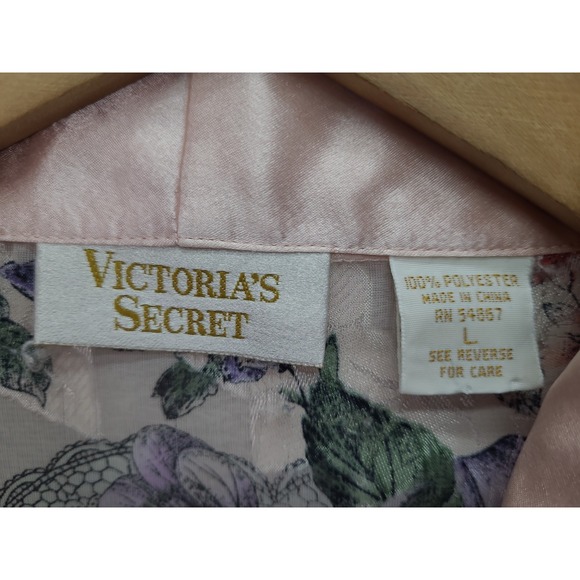 VICTORIA'S
SECRET
100% POLYESTER
MADE IN CHINA
RN 54867
L
SEE REVERSE
FOR CARE